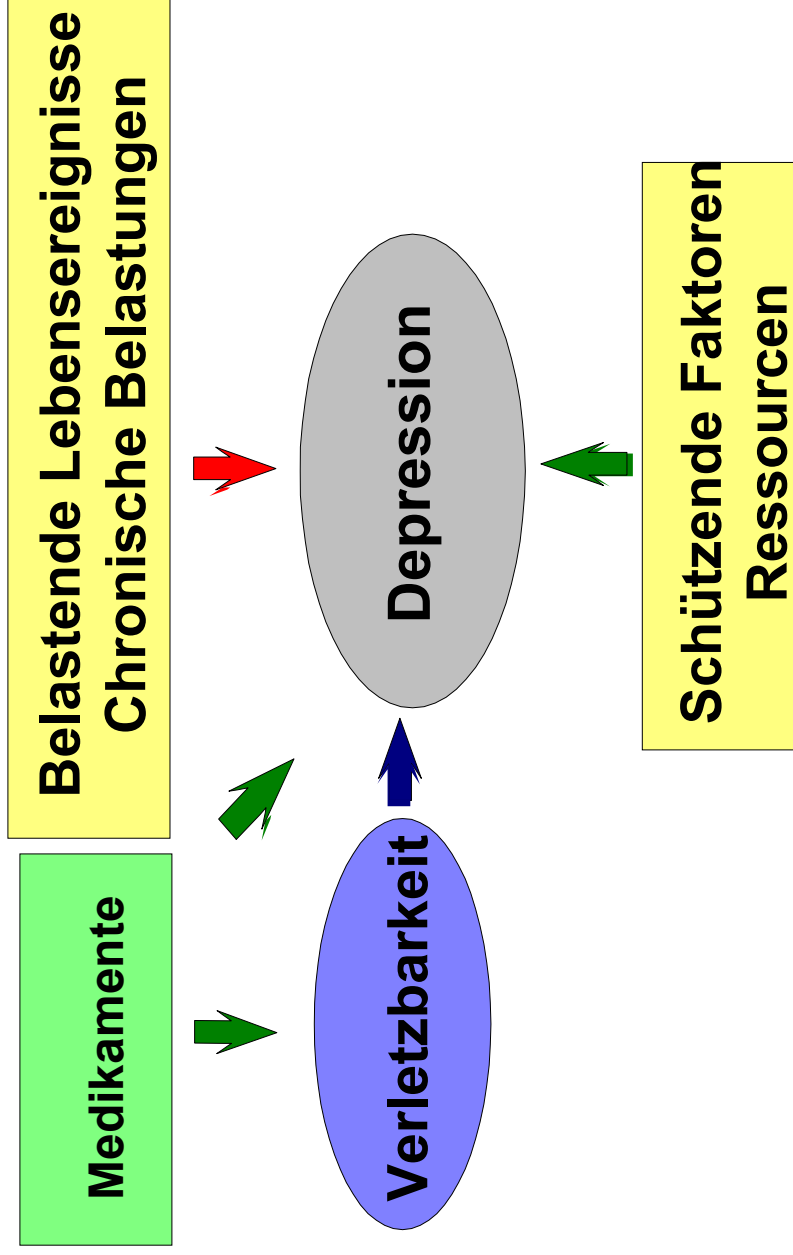 Medikamente
Belastende Lebensereignisse
Chronische Belastungen
Verletzbarkeit
Depression
Schützende Faktoren
Ressourcen